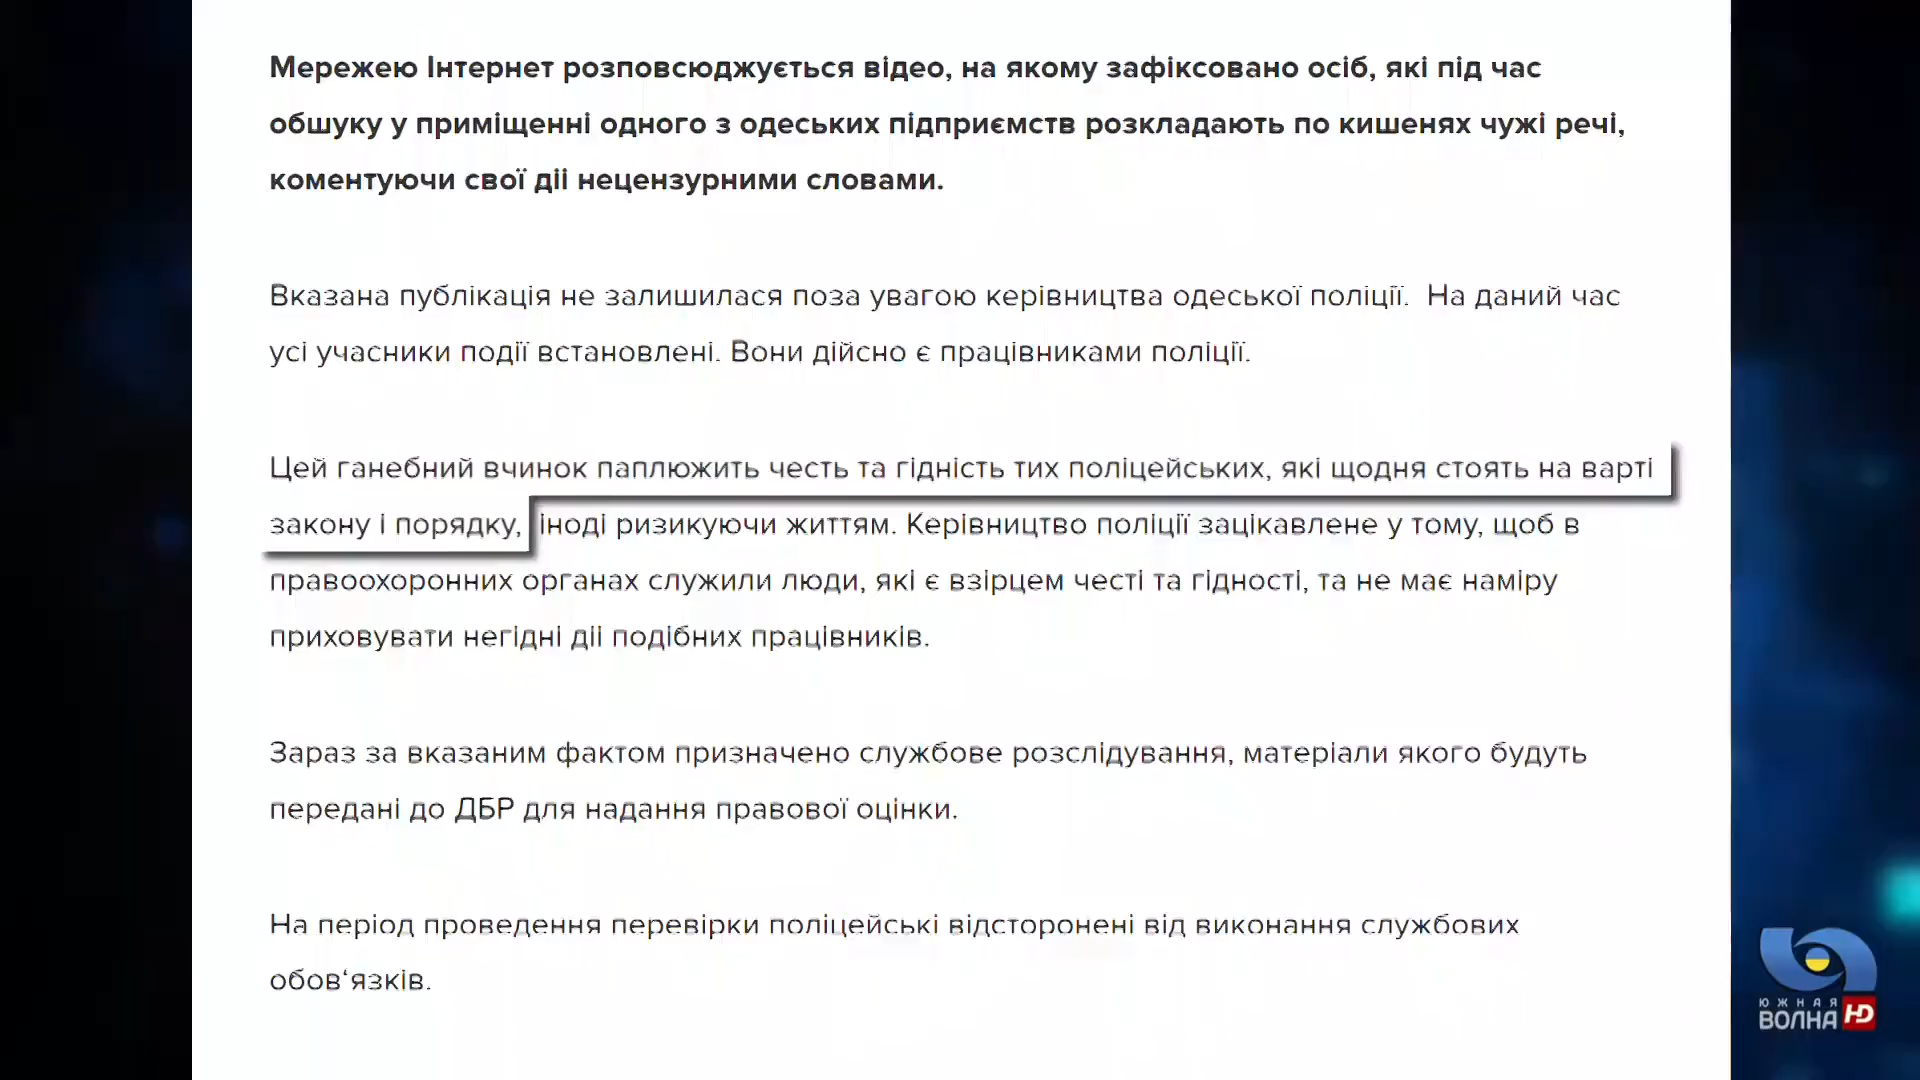 Мережею Інтернет розповсюджується відео, на якому зафіксовано осіб, які під час
обшуку у приміщенні одного з одеських підприємств розкладають по кишенях чужі речі,
коментуючи свої дії нецензурними словами.
Вказана публікація не залишилася поза увагою керівництва одеської поліції. На даний час
усі учасники події встановлені. Вони дійсно є працівниками поліції.
Цей ганебний вчинок паплюжить честь та гідність тих поліцейських, які щодня стоять на варті
закону і порядку, іноді ризикуючи життям. Керівництво поліції зацікавлене у тому, щоб в
правоохоронних органах служили люди, які є взірцем честі та гідності, та не має наміру
приховувати негідні дії подібних працівників.
Зараз за вказаним фактом призначено службове розслідування, матеріали якого будуть
передані до ДБР для надання правової оцінки.
На період проведення перевірки поліцейські відсторонені від виконання службових
обов‘язків.
ЮЖНАЯ
ВОЛНА HD